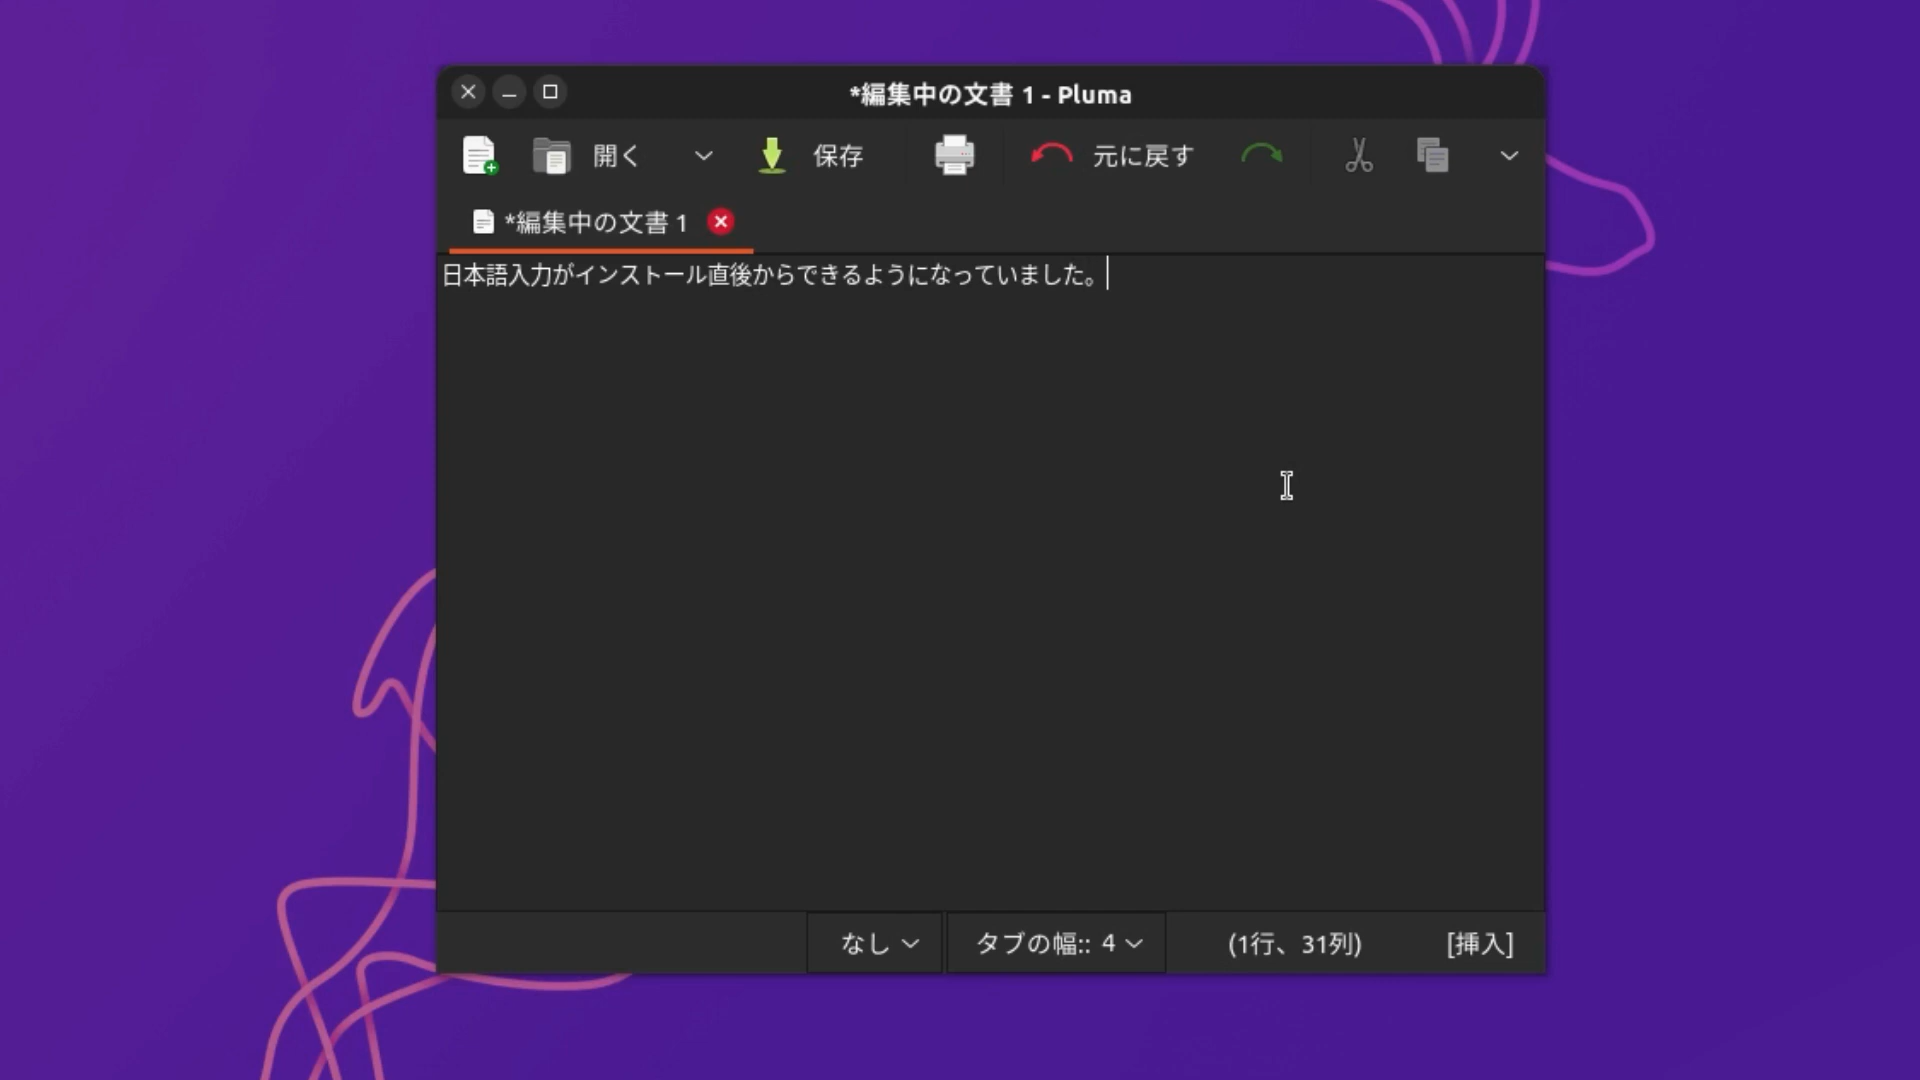 *編集中の文書 1 - Pluma
開く 保存 元に戻す
*編集中の文書 1
日本語入力がインストール直後からできるようになっていました。
なし タブの幅:: 4 (1行、31列) [挿入]